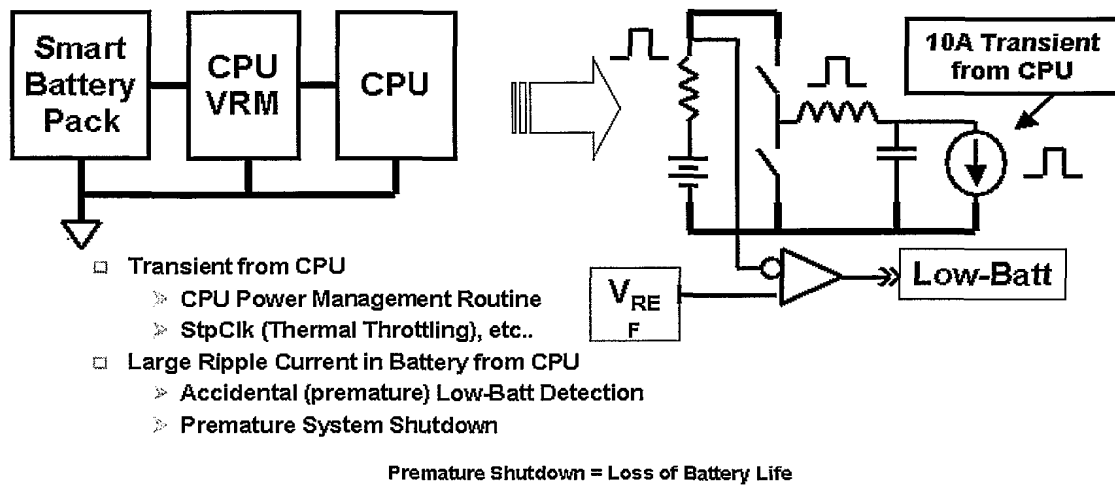 Smart
Battery
Pack
CPU
VRM
CPU
10A Transient
from CPU
□ Transient from CPU
➢ CPU Power Management Routine
➢ StpClk (Thermal Throttling), etc..
□ Large Ripple Current in Battery from CPU
➢ Accidental (premature) Low-Batt Detection
➢ Premature System Shutdown
VRE
F
Low-Batt
Premature Shutdown = Loss of Battery Life